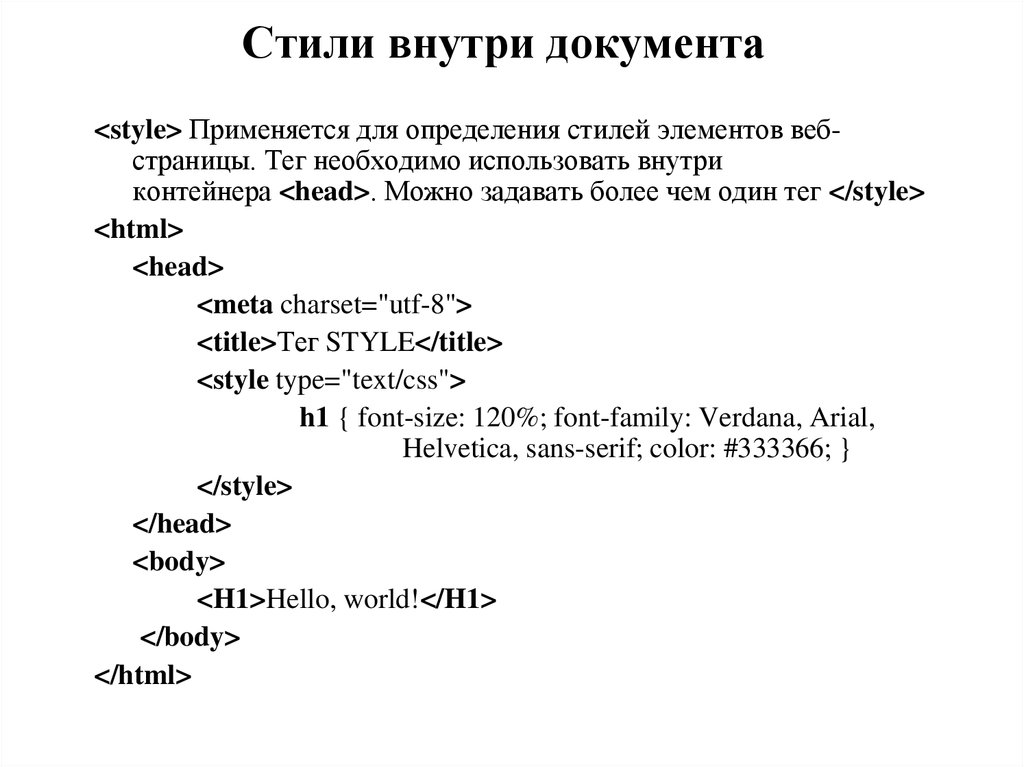 Стили внутри документа
<style> Применяется для определения стилей элементов веб-
страницы. Тег необходимо использовать внутри
контейнера <head>. Можно задавать более чем один тег </style>
<html>
<head>
<meta charset="utf-8">
<title>Тег STYLE</title>
<style type="text/css">
h1 { font-size: 120%; font-family: Verdana, Arial,
Helvetica, sans-serif; color: #333366; }
</style>
</head>
<body>
<H1>Hello, world!</H1>
</body>
</html>